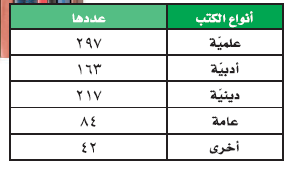 أنواع الكتب عددها
علميّة ٢٩٧
أدبيّة ١٦٣
دينيّة ٢١٧
عامة ٨٤
أخرى ٤٢